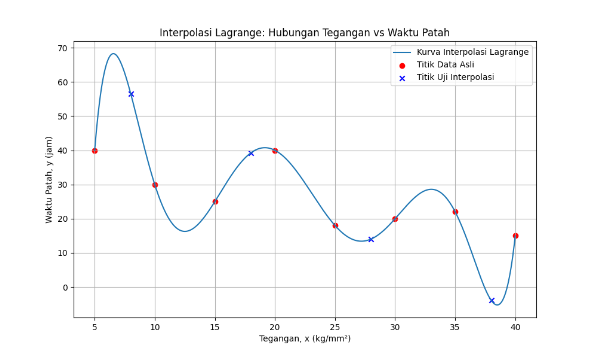 Interpolasi Lagrange: Hubungan Tegangan vs Waktu Patah
Kurva Interpolasi Lagrange
Titik Data Asli
Titik Uji Interpolasi
Waktu Patah, y (jam)
70
60
50
40
30
20
10
0
5 10 15 20 25 30 35 40
Tegangan, x (kg/mm²)